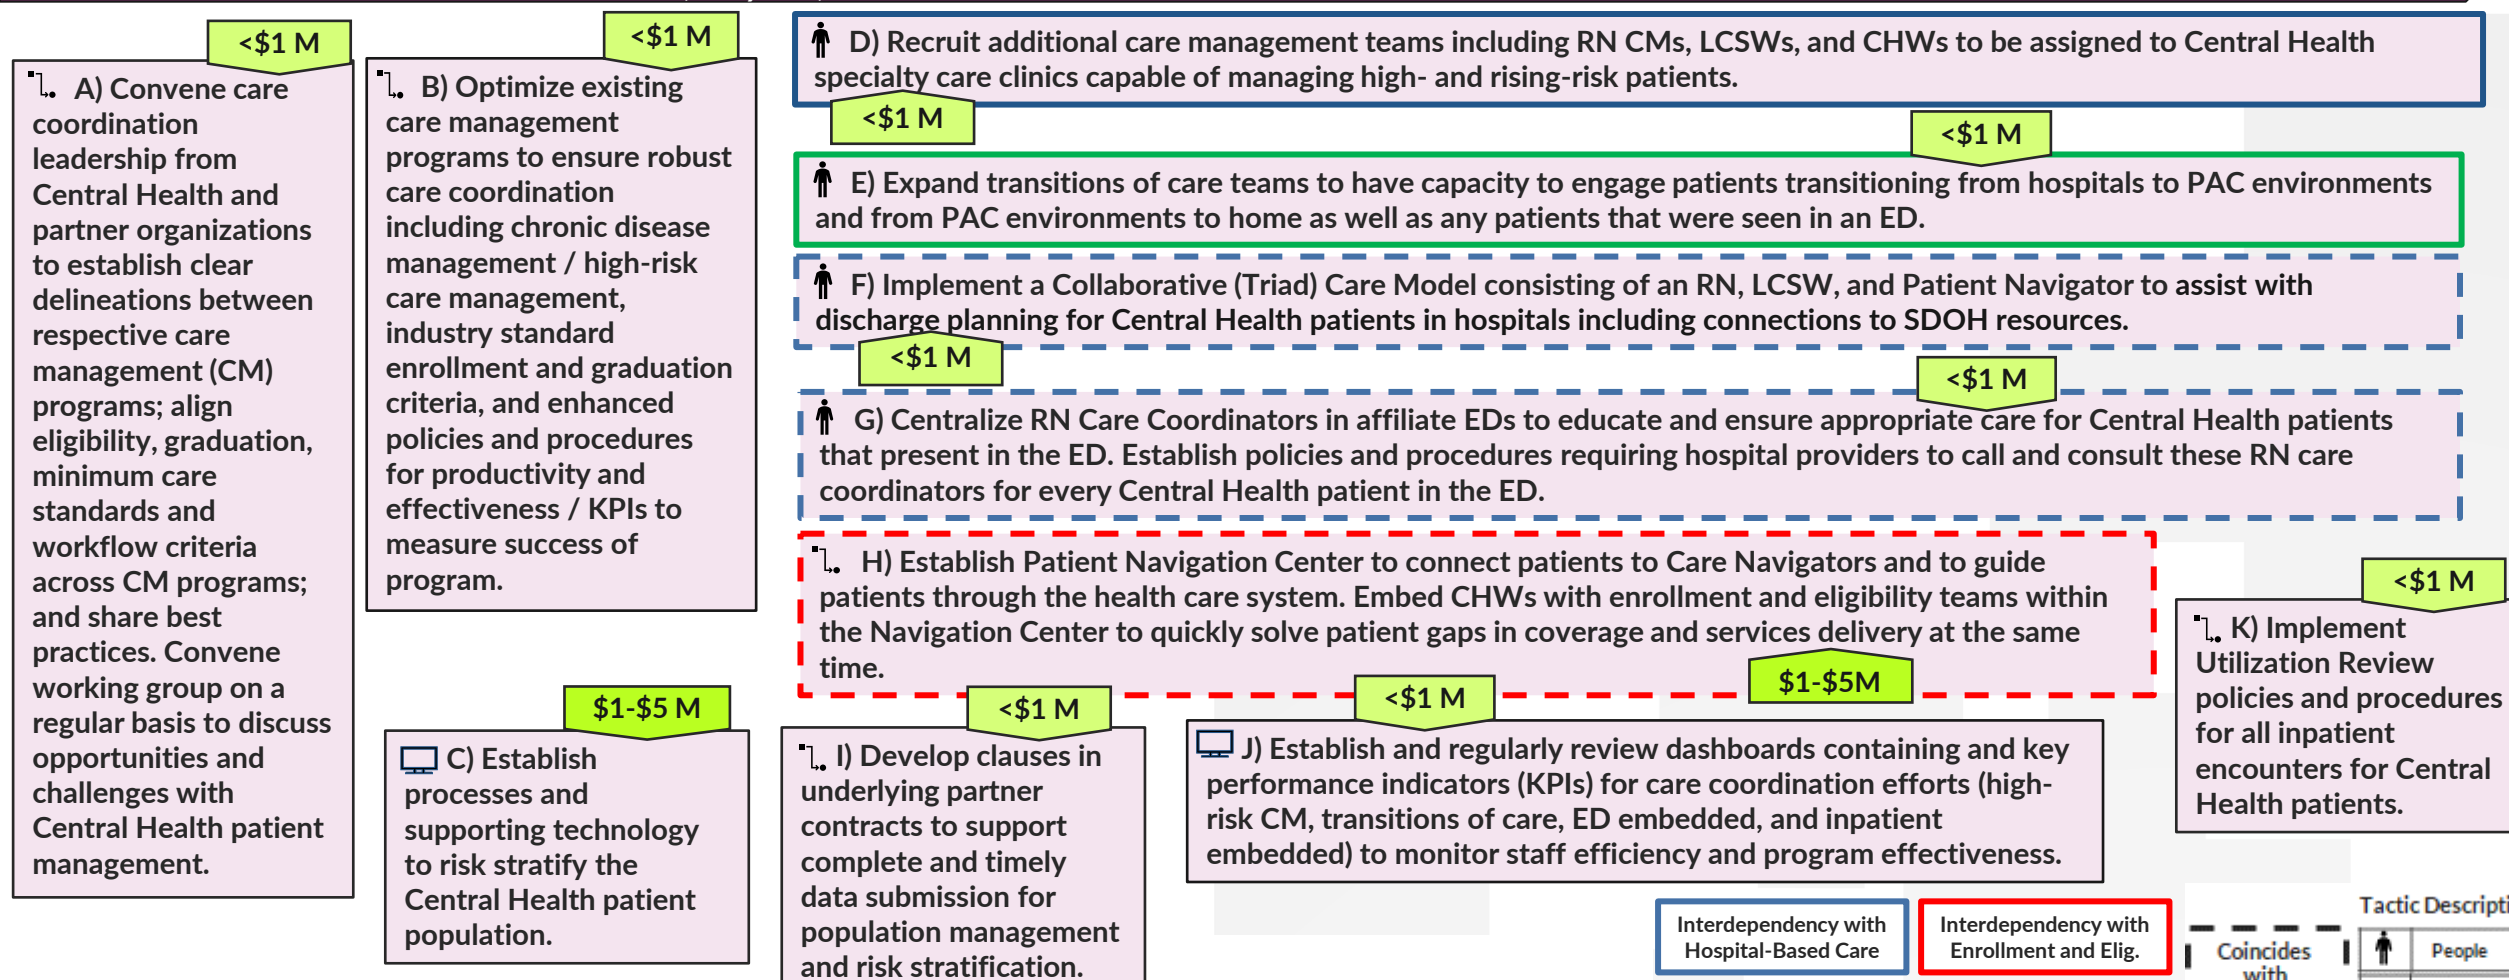 <$1 M
A) Convene care
coordination
leadership from
Central Health and
partner organizations
to establish clear
delineations between
respective care
management (CM)
programs; align
eligibility, graduation,
minimum care
standards and
workflow criteria
across CM programs;
and share best
practices. Convene
working group on a
regular basis to discuss
opportunities and
challenges with
Central Health patient
management.
<$1 M
B) Optimize existing
care management
programs to ensure robust
care coordination
including chronic disease
management / high-risk
care management,
industry standard
enrollment and graduation
criteria, and enhanced
policies and procedures
for productivity and
effectiveness / KPIs to
measure success of
program.
$1-$5 M
C) Establish
processes and
supporting technology
to risk stratify the
Central Health patient
population.
D) Recruit additional care management teams including RN CMs, LCSWs, and CHWs to be assigned to Central Health
specialty care clinics capable of managing high- and rising-risk patients.
<$1 M
<$1 M
E) Expand transitions of care teams to have capacity to engage patients transitioning from hospitals to PAC environments
and from PAC environments to home as well as any patients that were seen in an ED.
F) Implement a Collaborative (Triad) Care Model consisting of an RN, LCSW, and Patient Navigator to assist with
discharge planning for Central Health patients in hospitals including connections to SDOH resources.
<$1 M
<$1 M
G) Centralize RN Care Coordinators in affiliate EDs to educate and ensure appropriate care for Central Health patients
that present in the ED. Establish policies and procedures requiring hospital providers to call and consult these RN care
coordinators for every Central Health patient in the ED.
H) Establish Patient Navigation Center to connect patients to Care Navigators and to guide
patients through the health care system. Embed CHWs with enrollment and eligibility teams within
the Navigation Center to quickly solve patient gaps in coverage and services delivery at the same
time.
$1-$5M
<$1 M
I) Develop clauses in
underlying partner
contracts to support
complete and timely
data submission for
population management
and risk stratification.
<$1 M
J) Establish and regularly review dashboards containing and key
performance indicators (KPIs) for care coordination efforts (high-
risk CM, transitions of care, ED embedded, and inpatient
embedded) to monitor staff efficiency and program effectiveness.
<$1 M
K) Implement
Utilization Review
policies and procedures
for all inpatient
encounters for Central
Health patients.
Interdependency with
Hospital-Based Care
Interdependency with
Enrollment and Elig.
Coincides
with
Tactic Descripti
People